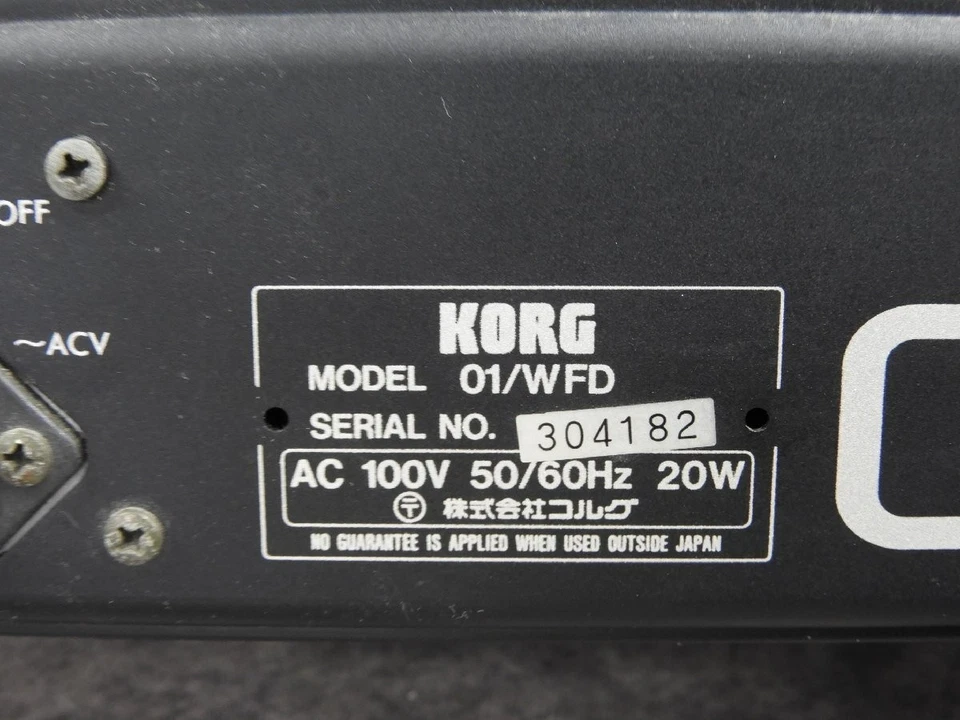 OFF
~ACV
KORG
MODEL 01/WFD
SERIAL NO. 304182
AC 100V 50/60Hz 20W
〒 株式会社コルグ
NO GUARANTEE IS APPLIED WHEN USED OUTSIDE JAPAN